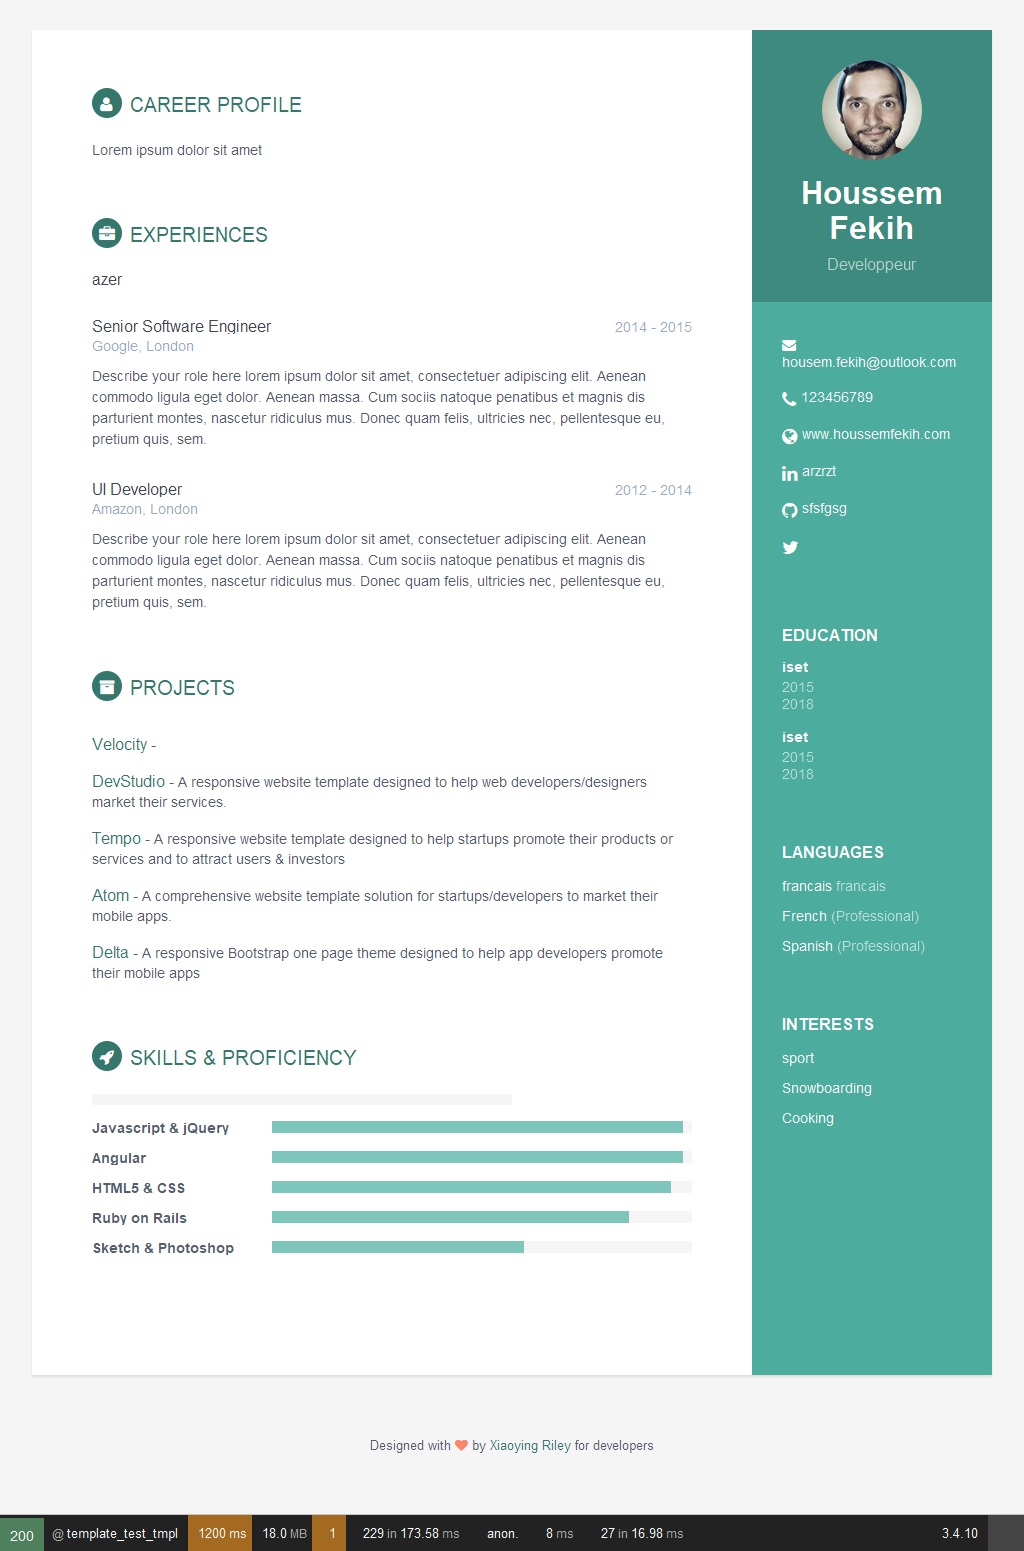 CAREER PROFILE
Lorem ipsum dolor sit amet
EXPERIENCES
azer
Senior Software Engineer 2014 - 2015
Google, London
Describe your role here lorem ipsum dolor sit amet, consectetuer adipiscing elit. Aenean
commodo ligula eget dolor. Aenean massa. Cum sociis natoque penatibus et magnis dis
parturient montes, nascetur ridiculus mus. Donec quam felis, ultricies nec, pellentesque eu,
pretium quis, sem.
UI Developer 2012 - 2014
Amazon, London
Describe your role here lorem ipsum dolor sit amet, consectetuer adipiscing elit. Aenean
commodo ligula eget dolor. Aenean massa. Cum sociis natoque penatibus et magnis dis
parturient montes, nascetur ridiculus mus. Donec quam felis, ultricies nec, pellentesque eu,
pretium quis, sem.
PROJECTS
Velocity -
DevStudio - A responsive website template designed to help web developers/designers
market their services.
Tempo - A responsive website template designed to help startups promote their products or
services and to attract users & investors
Atom - A comprehensive website template solution for startups/developers to market their
mobile apps.
Delta - A responsive Bootstrap one page theme designed to help app developers promote
their mobile apps
SKILLS & PROFICIENCY
Javascript & jQuery
Angular
HTML5 & CSS
Ruby on Rails
Sketch & Photoshop
Houssem
Fekih
Developpeur
housem.fekih@outlook.com
123456789
www.houssemfekih.com
arzrzt
sfsfgsg
EDUCATION
iset
2015
2018
iset
2015
2018
LANGUAGES
francais francais
French (Professional)
Spanish (Professional)
INTERESTS
sport
Snowboarding
Cooking
Designed with by Xiaoying Riley for developers
200 @ template_test_tmpl 1200 ms 18.0 MB 1 229 in 173.58 ms anon. 8 ms 27 in 16.98 ms 3.4.10